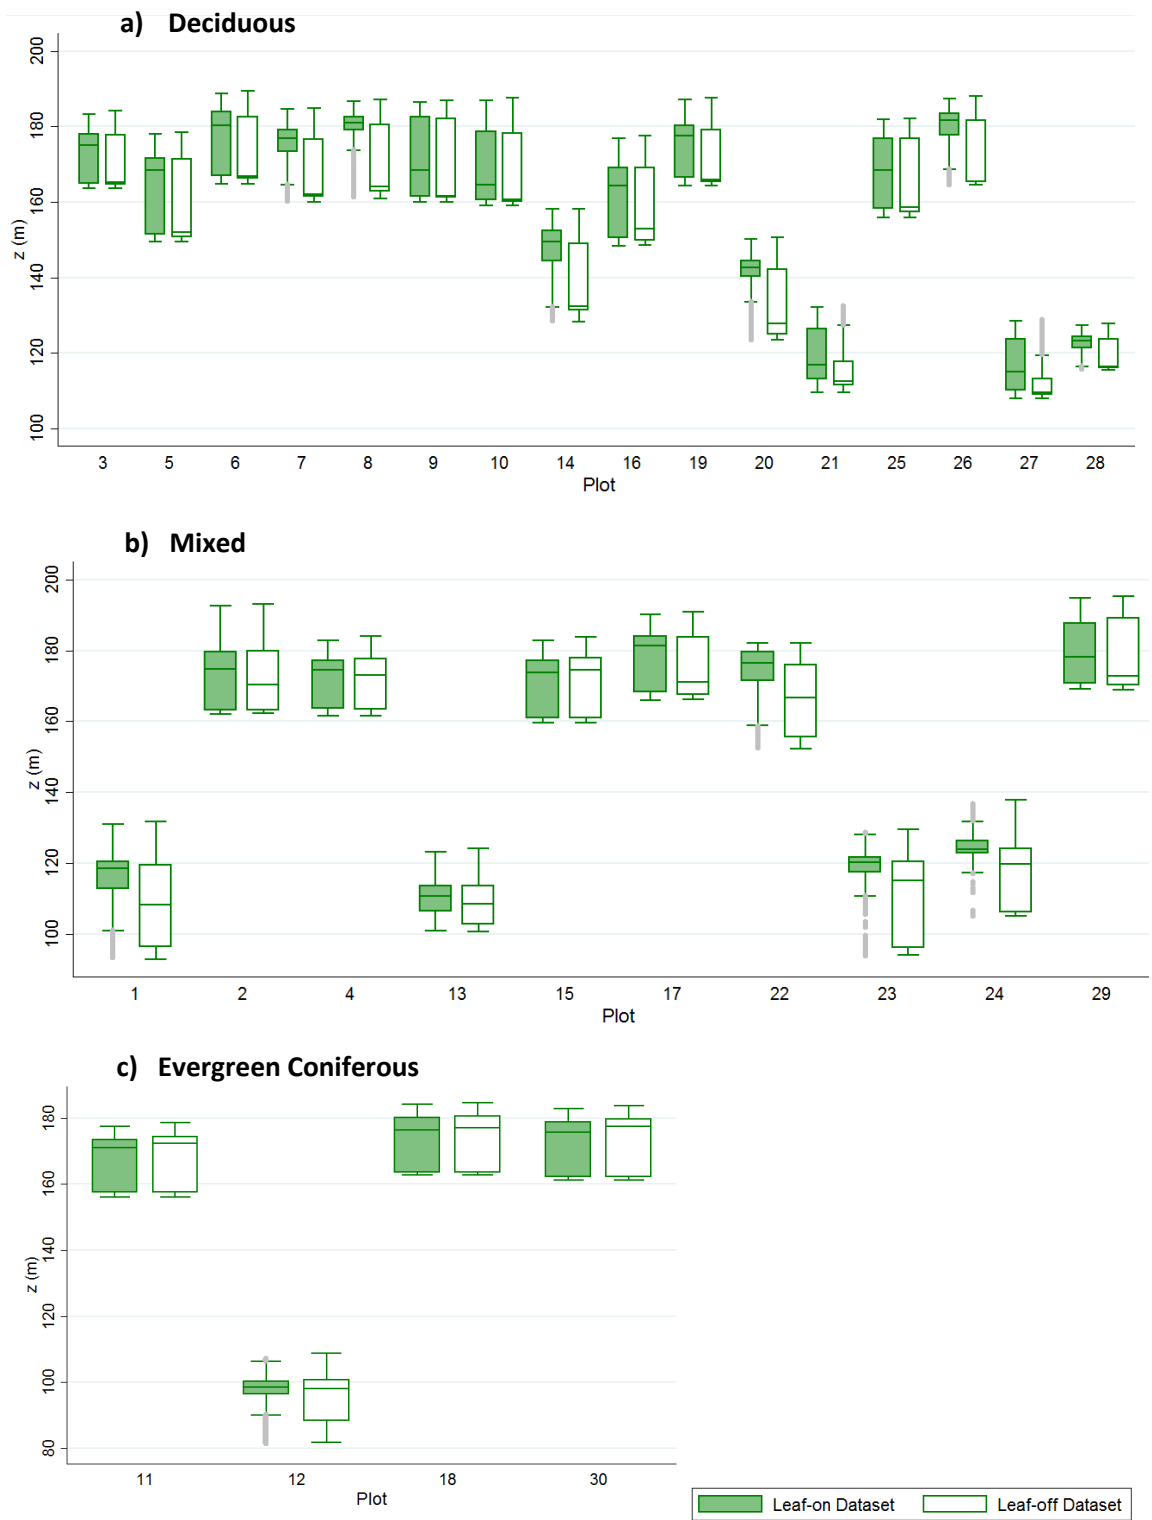 a) Deciduous
200
180
160
140
120
100
z (m)
3 5 6 7 8 9 10 14 16 19 20 21 25 26 27 28
Plot
b) Mixed
200
180
160
140
120
100
z (m)
1 2 4 13 15 17 22 23 24 29
Plot
c) Evergreen Coniferous
180
160
140
120
100
80
z (m)
11 12 18 30
Plot
Leaf-on Dataset Leaf-off Dataset